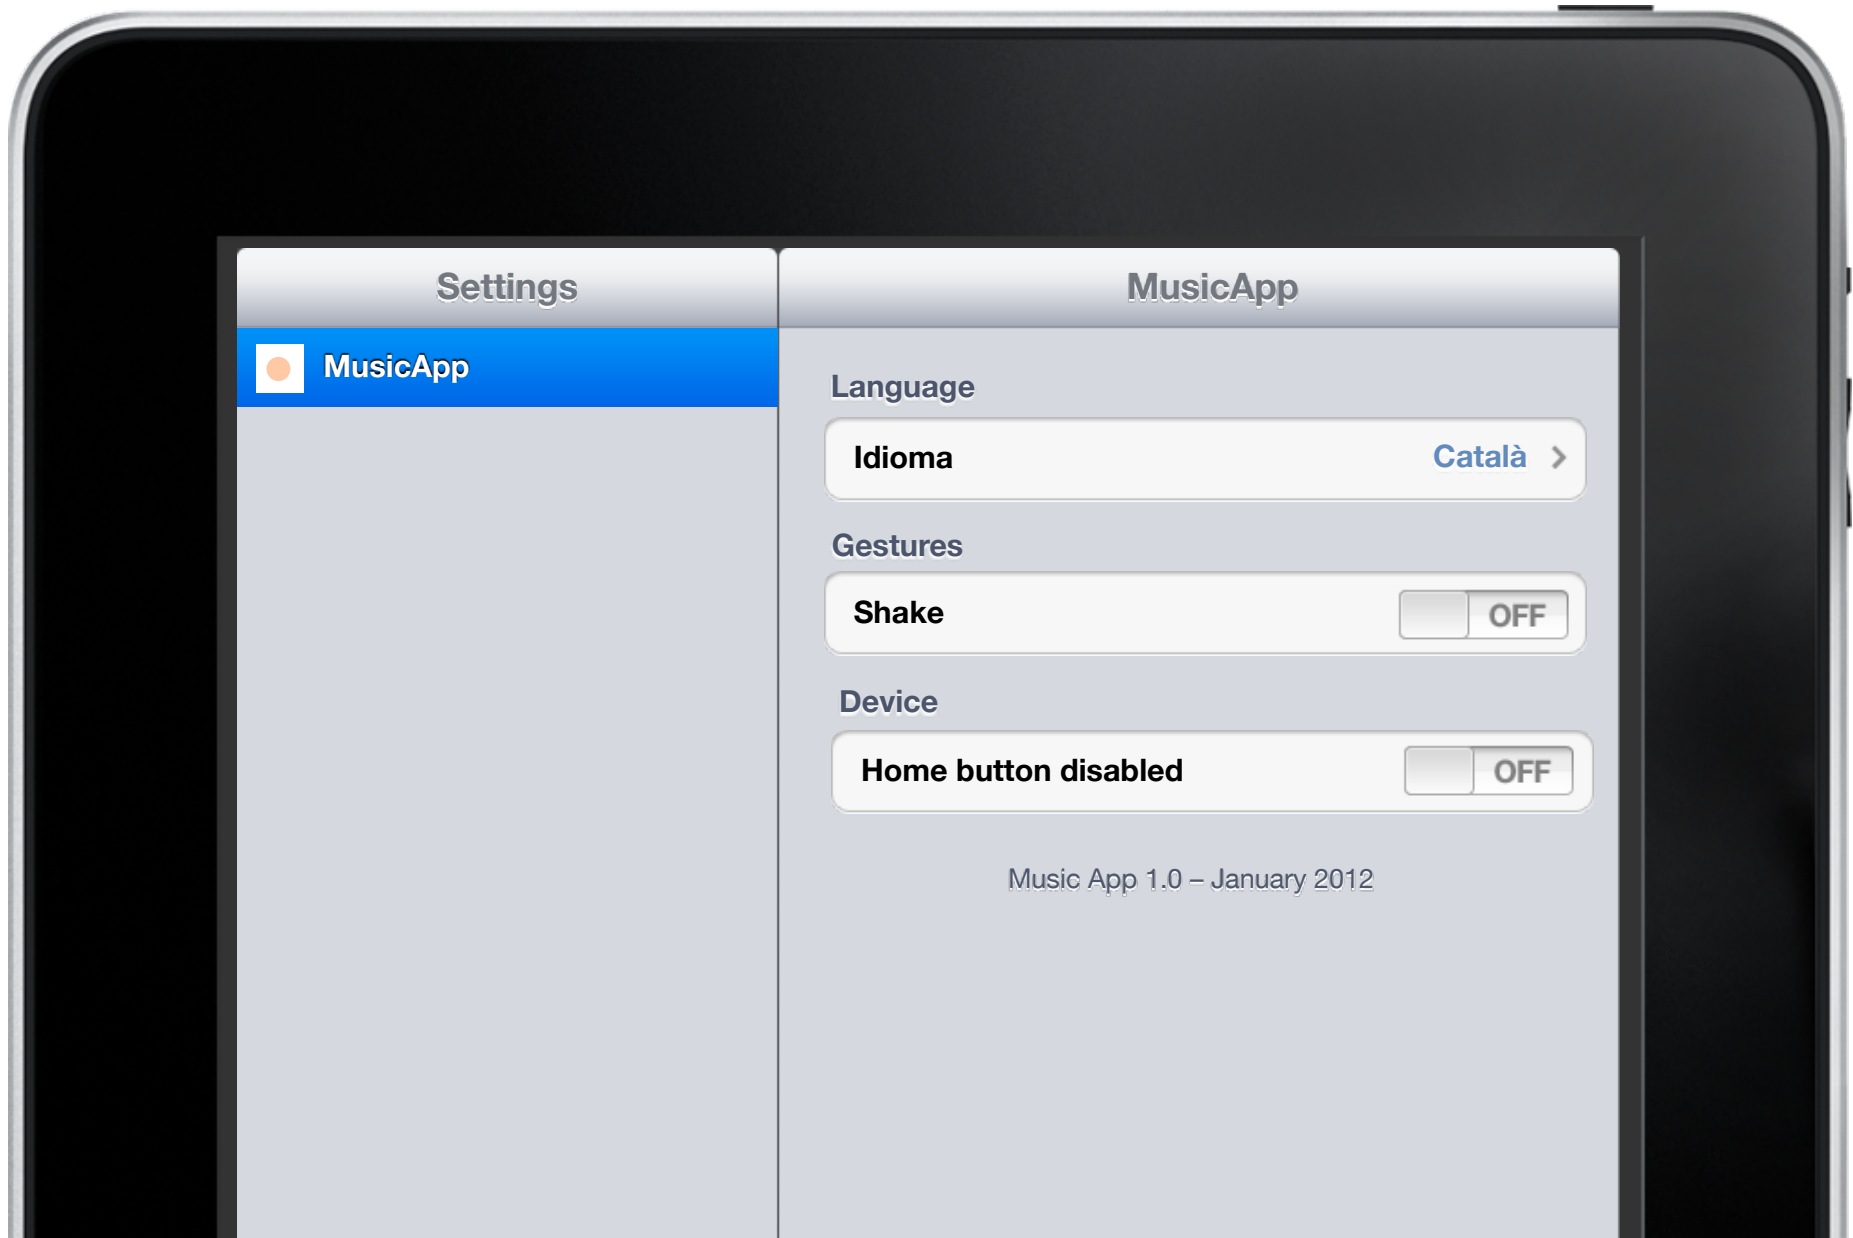 Settings
MusicApp
MusicApp
Language
Idioma Català
Gestures
Shake OFF
Device
Home button disabled OFF
Music App 1.0 – January 2012